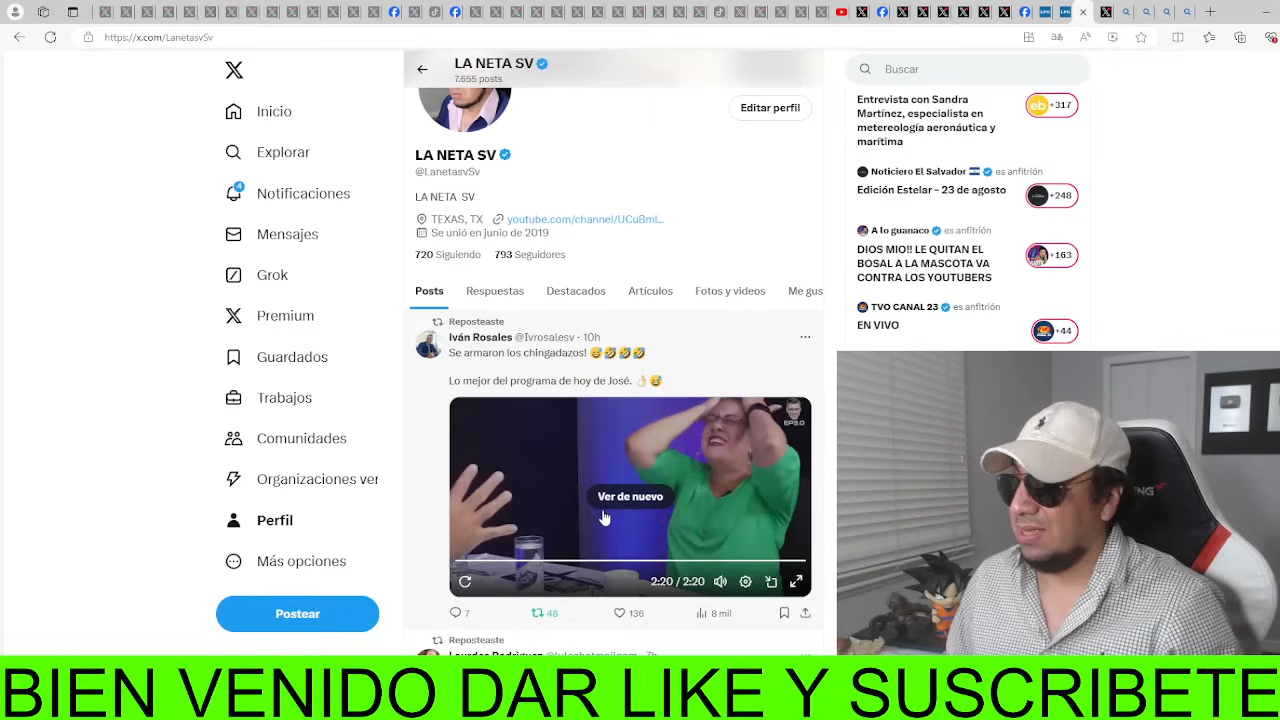 https://x.com/LanetasvSv
Inicio
Explorar
4
Notificaciones
Mensajes
Grok
Premium
Guardados
Trabajos
Comunidades
Organizaciones ver
Perfil
Más opciones
Postear
LA NETA SV
7.655 posts
Editar perfil
LA NETA SV
@LanetasvSv
LA NETA SV
TEXAS, TX youtube.com/channel/UCuBml...
Se unió en junio de 2019
720 Siguiendo 793 Seguidores
Posts Respuestas Destacados Artículos Fotos y videos Me gus
Reposteaste
Iván Rosales @Ivrosalesv · 10h
Se armaron los chingadazos! 😅🤣🤣🤣
Lo mejor del programa de hoy de José. 👌🏻😅
EP3.0
Ver de nuevo
2:20 / 2:20
7 48 136 8 mil
Reposteaste
Buscar
Entrevista con Sandra
Martínez, especialista en
metereología aeronáutica y
marítima
eb +317
Noticiero El Salvador 🇸🇻 es anfitrión
Edición Estelar - 23 de agosto
+248
A lo guanaco es anfitrión
DIOS MIO!! LE QUITAN EL
BOSAL A LA MASCOTA VA
CONTRA LOS YOUTUBERS
+163
TVO CANAL 23 es anfitrión
EN VIVO
+44
BIEN VENIDO DAR LIKE Y SUSCRIBETE